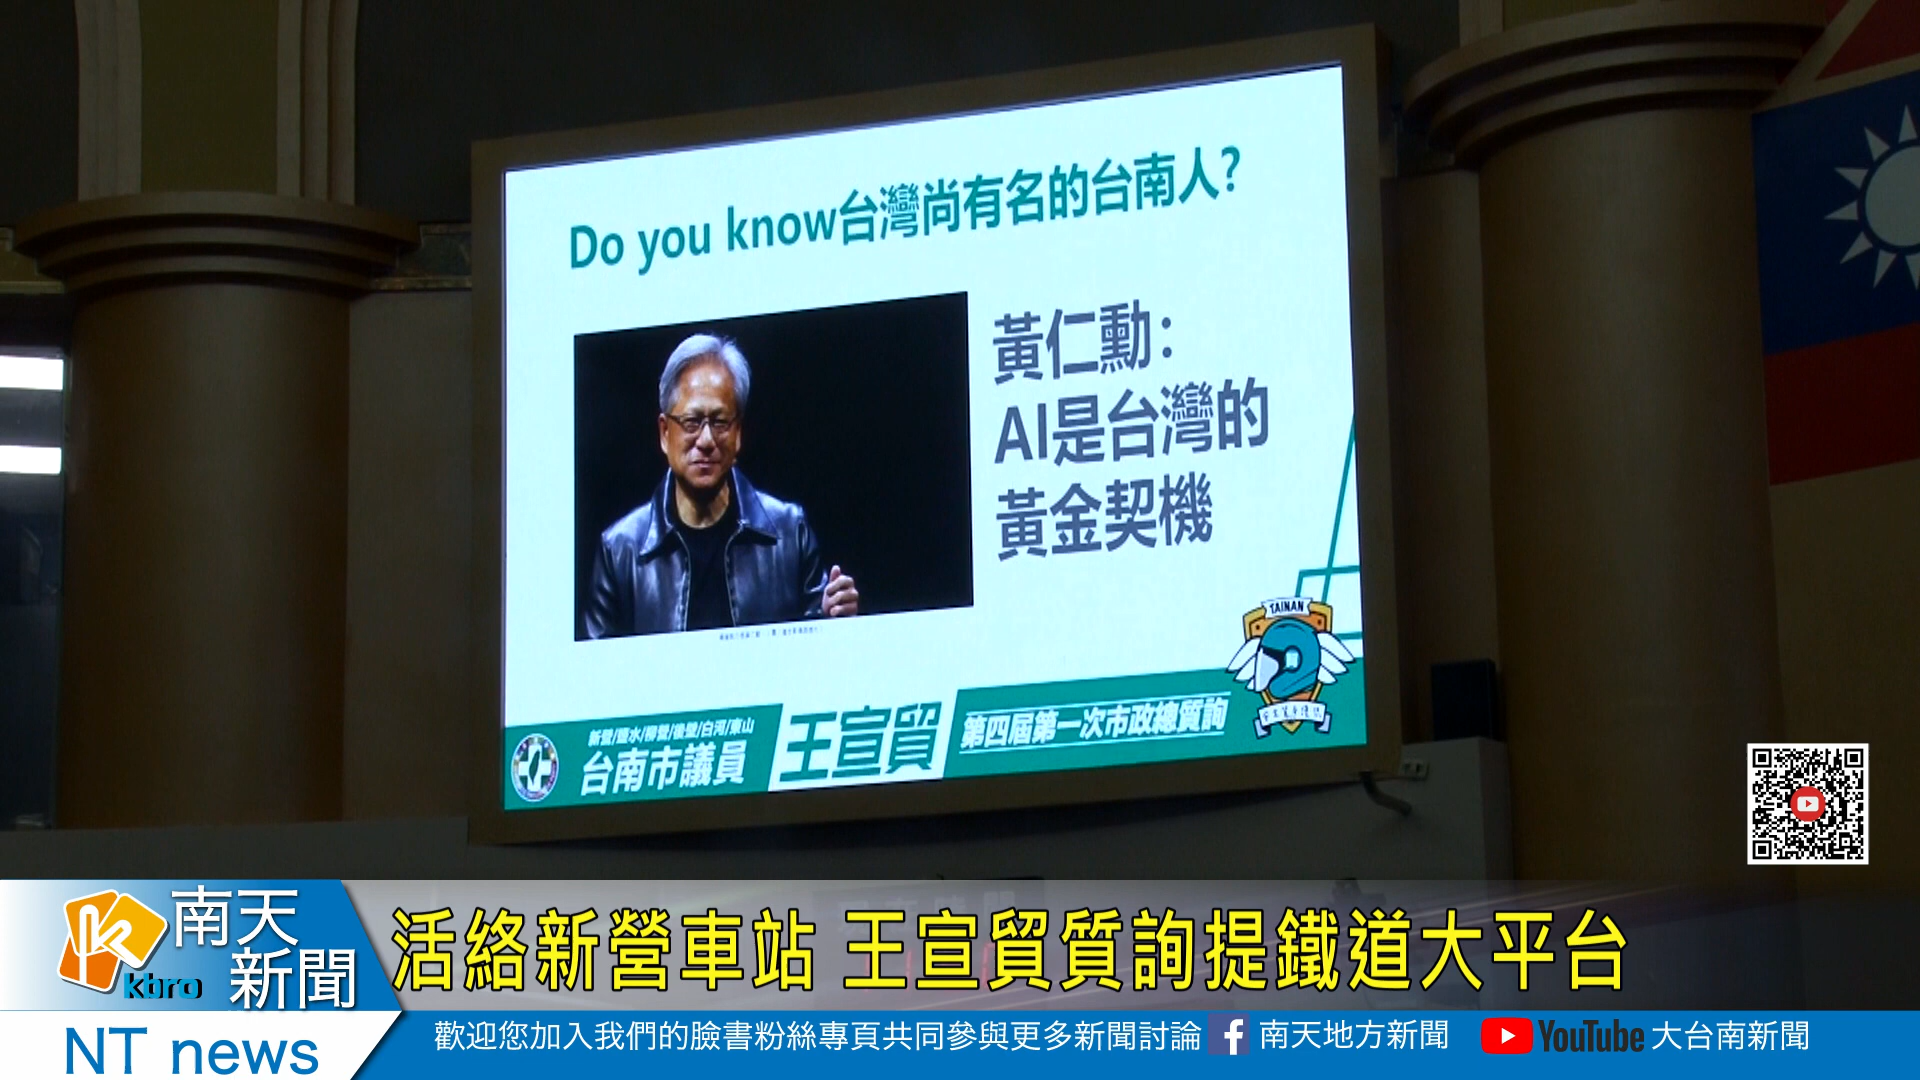 Do you know台灣尚有名的台南人?
黃仁勳:
AI是台灣的
黃金契機
TAINAN
新營/鹽水/柳營/後壁/白河/東山
台南市議員
王宣貿
第四屆第一次市政總質詢
kbro
南天
新聞
活絡新營車站 王宣貿質詢提鐵道大平台
NT news
歡迎您加入我們的臉書粉絲專頁共同參與更多新聞討論 南天地方新聞 YouTube 大台南新聞